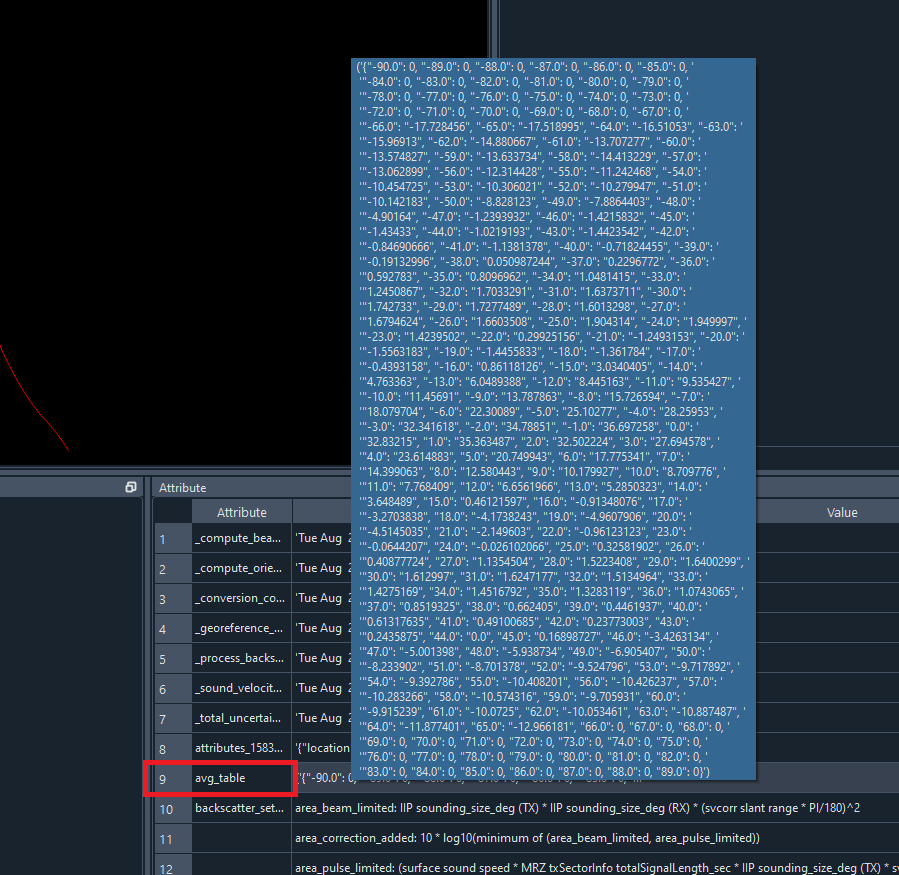 ('{"-90.0": 0, "-89.0": 0, "-88.0": 0, "-87.0": 0, "-86.0": 0, "-85.0": 0, '
'"-84.0": 0, "-83.0": 0, "-82.0": 0, "-81.0": 0, "-80.0": 0, "-79.0": 0, '
'"-78.0": 0, "-77.0": 0, "-76.0": 0, "-75.0": 0, "-74.0": 0, "-73.0": 0, '
'"-72.0": 0, "-71.0": 0, "-70.0": 0, "-69.0": 0, "-68.0": 0, "-67.0": 0, '
'"-66.0": "-17.728456", "-65.0": "-17.518995", "-64.0": "-16.51053", "-63.0": '
'"-15.96913", "-62.0": "-14.880667", "-61.0": "-13.707277", "-60.0": '
'"-13.574827", "-59.0": "-13.633734", "-58.0": "-14.413229", "-57.0": '
'"-13.062899", "-56.0": "-12.314428", "-55.0": "-11.242468", "-54.0": '
'"-10.454725", "-53.0": "-10.306021", "-52.0": "-10.279947", "-51.0": '
'"-10.142183", "-50.0": "-8.828123", "-49.0": "-7.8864403", "-48.0": '
'"-4.90164", "-47.0": "-1.2393932", "-46.0": "-1.4215832", "-45.0": '
'"-1.43433", "-44.0": "-1.0219193", "-43.0": "-1.4423542", "-42.0": '
'"-0.84690666", "-41.0": "-1.1381378", "-40.0": "-0.71824455", "-39.0": '
'"-0.19132996", "-38.0": "0.050987244", "-37.0": "0.2296772", "-36.0": '
'"0.592783", "-35.0": "0.8096962", "-34.0": "1.0481415", "-33.0": '
'"1.2450867", "-32.0": "1.7033291", "-31.0": "1.6373711", "-30.0": '
'"1.742733", "-29.0": "1.7277489", "-28.0": "1.6013298", "-27.0": '
'"1.6794624", "-26.0": "1.6603508", "-25.0": "1.904314", "-24.0": "1.949997", '
'"-23.0": "1.4239502", "-22.0": "0.29925156", "-21.0": "-1.2493153", "-20.0": '
'"-1.5563183", "-19.0": "-1.4455833", "-18.0": "-1.361784", "-17.0": '
'"-0.4393158", "-16.0": "0.86118126", "-15.0": "3.0340405", "-14.0": '
'"4.763363", "-13.0": "6.0489388", "-12.0": "8.445163", "-11.0": "9.535427", '
'"-10.0": "11.45691", "-9.0": "13.787863", "-8.0": "15.726594", "-7.0": '
'"18.079704", "-6.0": "22.30089", "-5.0": "25.10277", "-4.0": "28.25953", '
'"-3.0": "32.341618", "-2.0": "34.78851", "-1.0": "36.697258", "0.0": '
'"32.83215", "1.0": "35.363487", "2.0": "32.502224", "3.0": "27.694578", '
'"4.0": "23.614883", "5.0": "20.749943", "6.0": "17.775341", "7.0": '
'"14.399063", "8.0": "12.580443", "9.0": "10.179927", "10.0": "8.709776", '
'"11.0": "7.768409", "12.0": "6.6561966", "13.0": "5.2850323", "14.0": '
'"3.648489", "15.0": "0.46121597", "16.0": "-0.91348076", "17.0": '
'"-3.2703838", "18.0": "-4.1738243", "19.0": "-4.9607906", "20.0": '
'"-4.5145035", "21.0": "-2.149603", "22.0": "-0.96123123", "23.0": '
'"-0.0644207", "24.0": "-0.026102066", "25.0": "0.32581902", "26.0": '
'"0.40877724", "27.0": "1.1354504", "28.0": "1.5223408", "29.0": "1.6400299", '
'"30.0": "1.612997", "31.0": "1.6247177", "32.0": "1.5134964", "33.0": '
'"1.4275169", "34.0": "1.4516792", "35.0": "1.3283119", "36.0": "1.0743065", '
'"37.0": "0.8519325", "38.0": "0.662405", "39.0": "0.4461937", "40.0": '
'"0.61317635", "41.0": "0.49100685", "42.0": "0.23773003", "43.0": '
'"0.2435875", "44.0": "0.0", "45.0": "0.16898727", "46.0": "-3.4263134", '
'"47.0": "-5.001398", "48.0": "-5.938734", "49.0": "-6.905407", "50.0": '
'"-8.233902", "51.0": "-8.701378", "52.0": "-9.524796", "53.0": "-9.717892", '
'"54.0": "-9.392786", "55.0": "-10.408201", "56.0": "-10.426237", "57.0": '
'"-10.283266", "58.0": "-10.574316", "59.0": "-9.705931", "60.0": '
'"-9.915239", "61.0": "-10.0725", "62.0": "-10.053461", "63.0": "-10.887487", '
'"64.0": "-11.877401", "65.0": "-12.966181", "66.0": 0, "67.0": 0, "68.0": 0, '
'"69.0": 0, "70.0": 0, "71.0": 0, "72.0": 0, "73.0": 0, "74.0": 0, "75.0": 0, '
'"76.0": 0, "77.0": 0, "78.0": 0, "79.0": 0, "80.0": 0, "81.0": 0, "82.0": 0, '
'"83.0": 0, "84.0": 0, "85.0": 0, "86.0": 0, "87.0": 0, "88.0": 0, "89.0": 0}')
Attribute
Attribute Value
1 _compute_bea... 'Tue Aug 2
2 _compute_orie... 'Tue Aug 2
3 _conversion_co... 'Tue Aug 2
4 _georeference_... 'Tue Aug 2
5 _process_backs... 'Tue Aug 2
6 _sound_velocit... 'Tue Aug 2
7 _total_uncertai... 'Tue Aug 2
8 attributes_1583... '{"location
9 avg_table '{"-90.0": 0,
10 backscatter_set... area_beam_limited: IIP sounding_size_deg (TX) * IIP sounding_size_deg (RX) * (svcorr slant range * PI/180)^2
11 area_correction_added: 10 * log10(minimum of (area_beam_limited, area_pulse_limited))
12 area_pulse_limited: (surface sound speed * MRZ txSectorInfo totalSignalLength_sec * IIP sounding_size_deg (TX) * sv